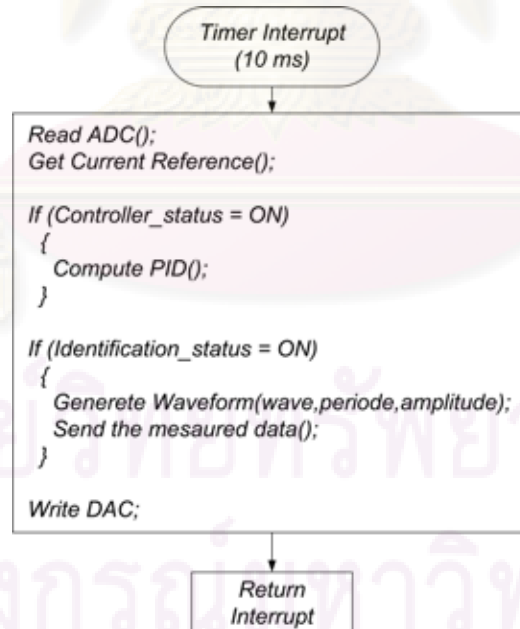 Timer Interrupt
(10 ms)
Read ADC();
Get Current Reference();
If (Controller_status = ON)
{
Compute PID();
}
If (Identification_status = ON)
{
Generete Waveform(wave,periode,amplitude);
Send the mesaured data();
}
Write DAC;
Return
Interrupt